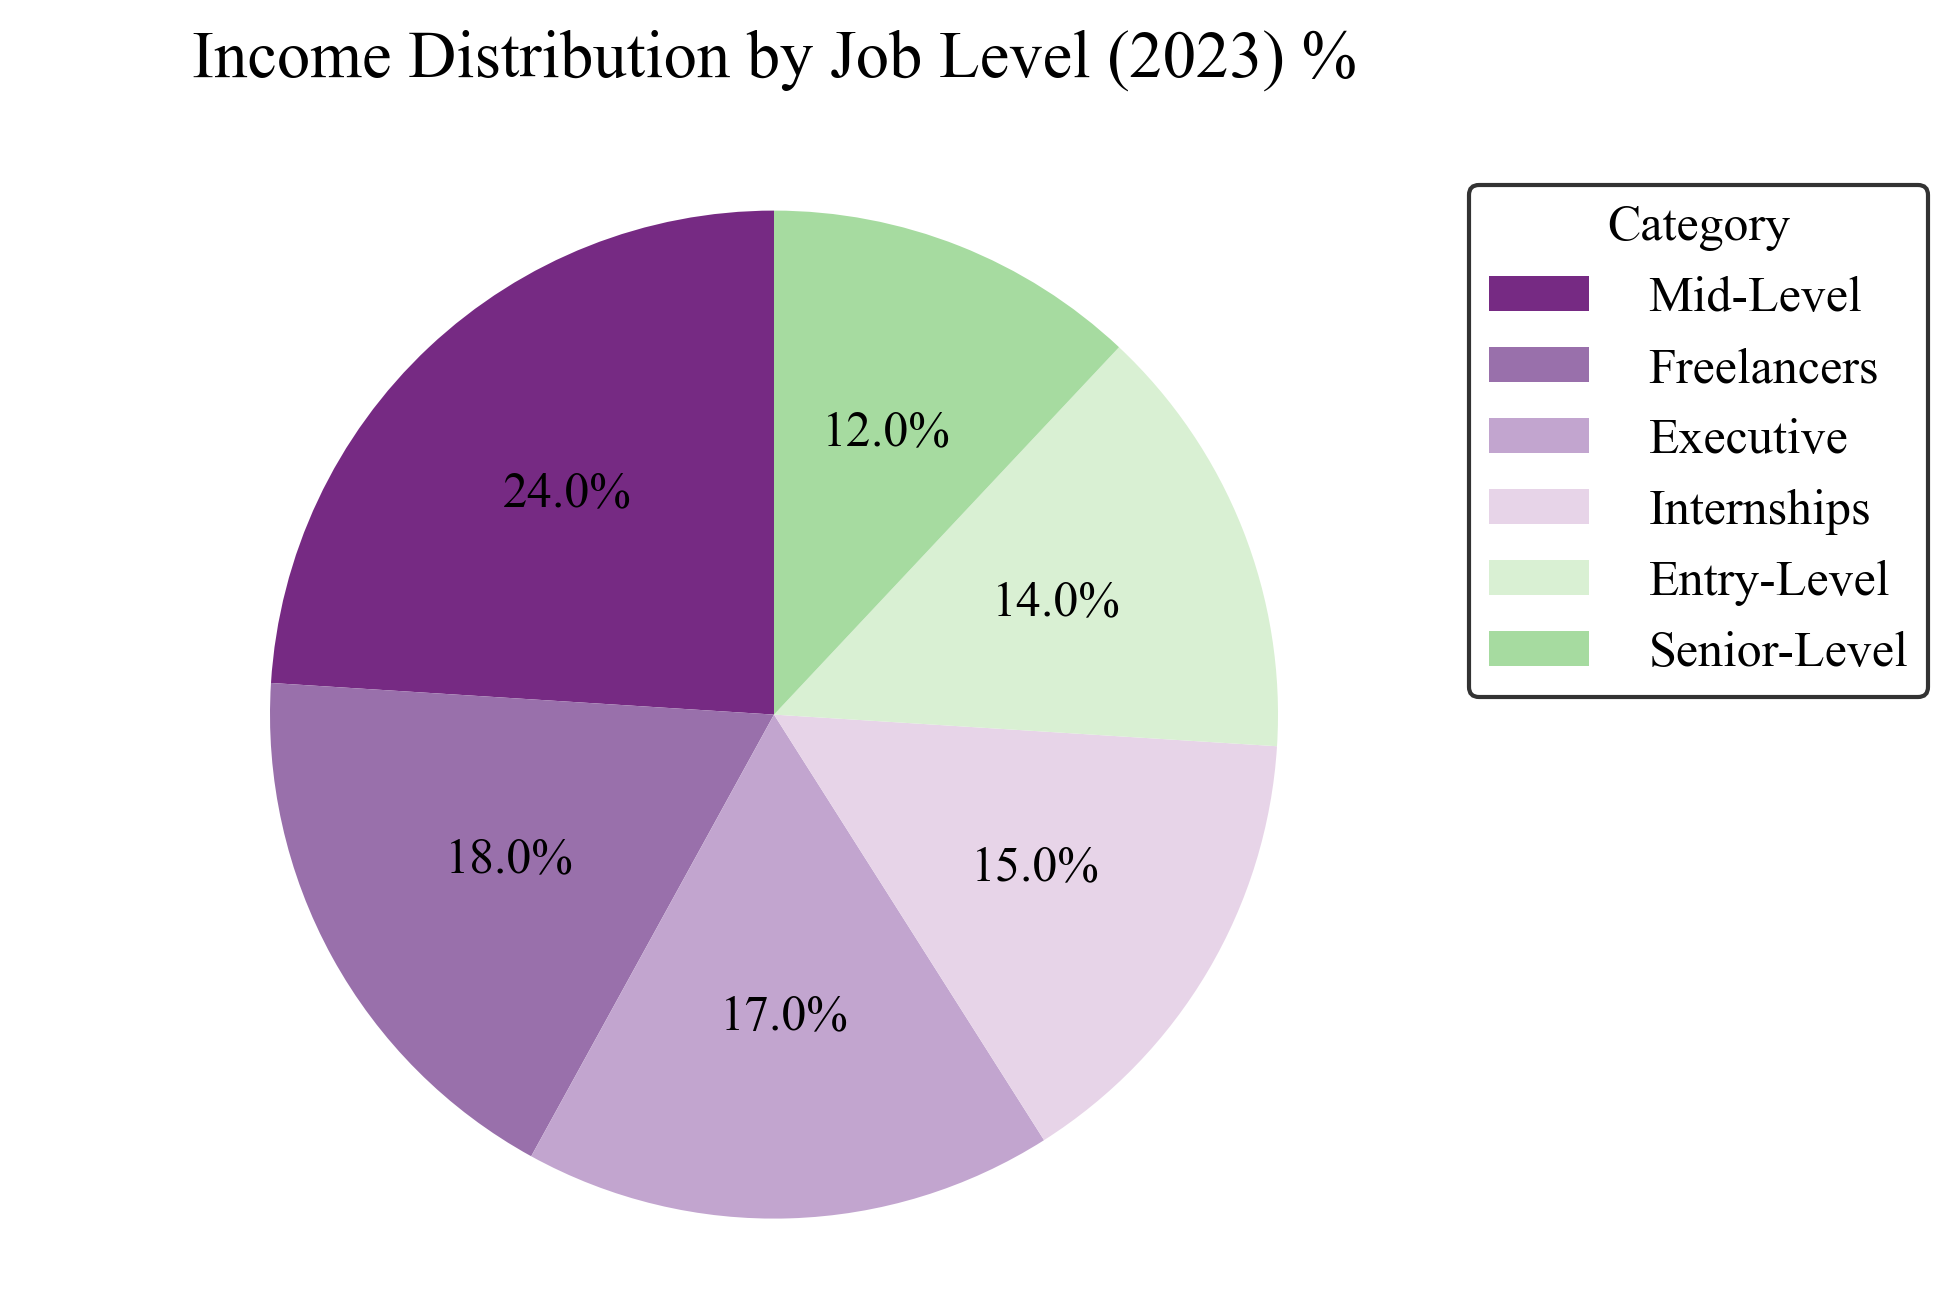 Income Distribution by Job Level (2023) %
Category
Mid-Level
Freelancers
Executive
Internships
Entry-Level
Senior-Level
12.0%
24.0%
14.0%
18.0%
15.0%
17.0%